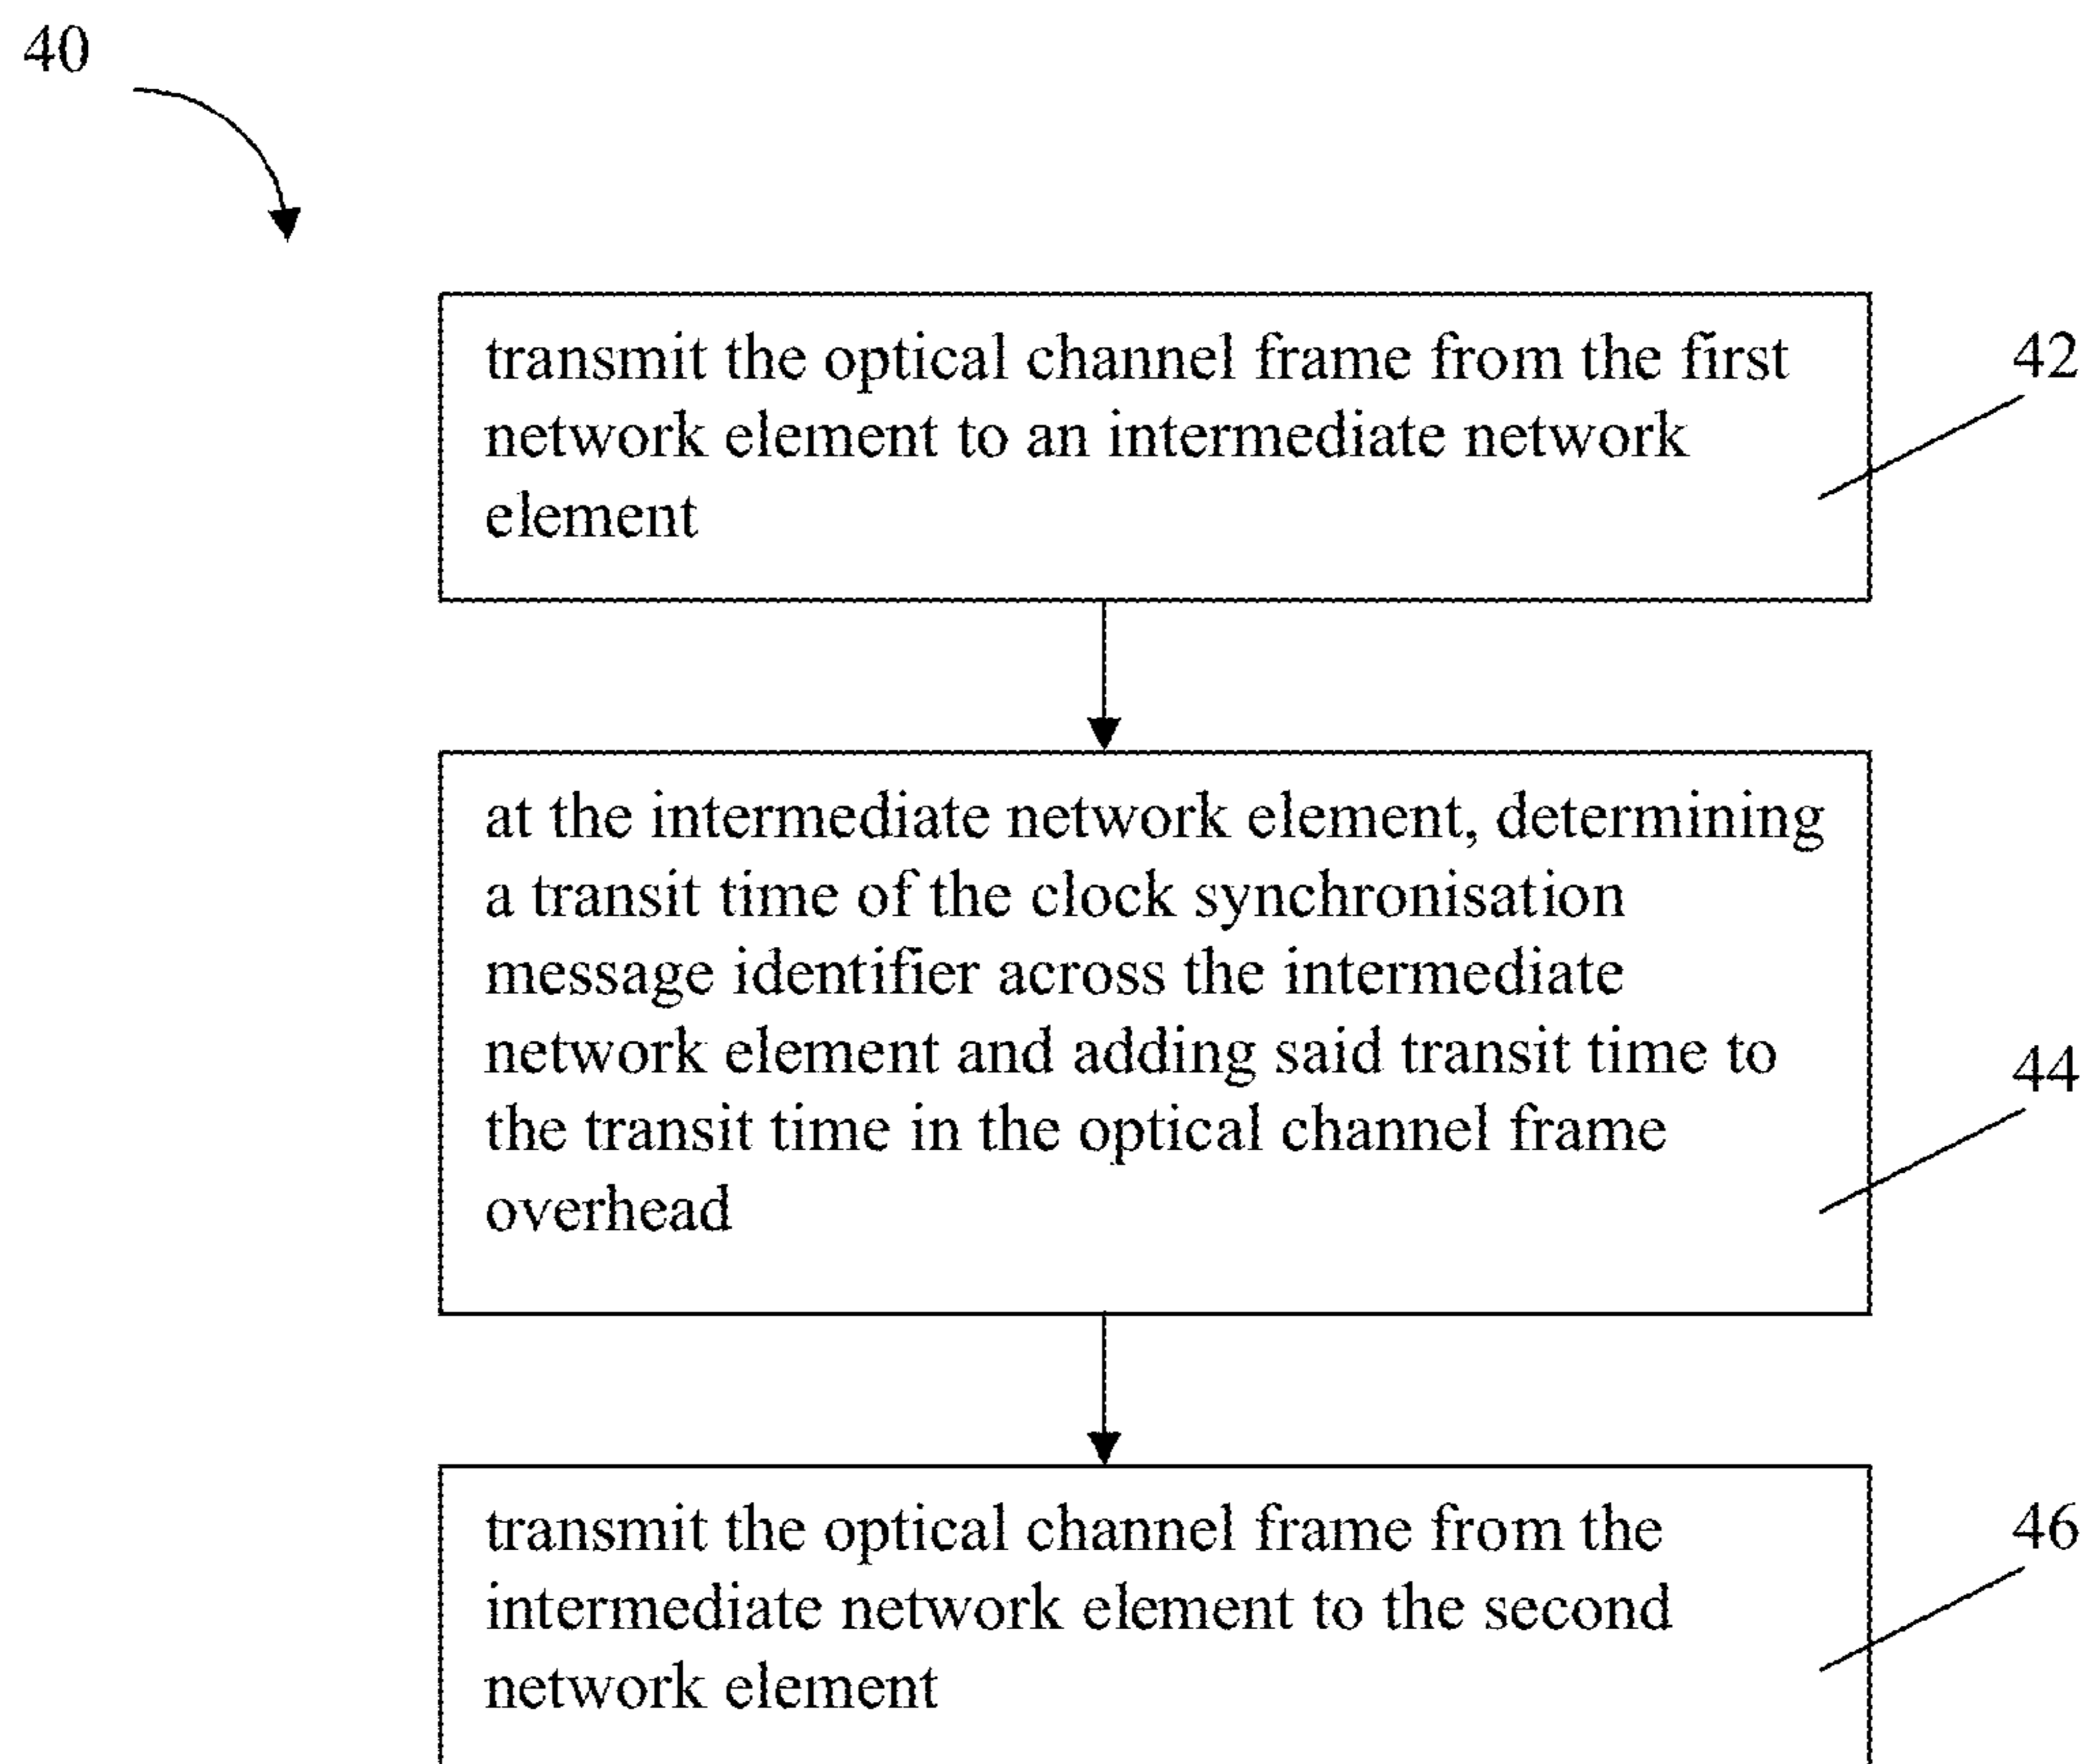 40
transmit the optical channel frame from the first
network element to an intermediate network
element
42
at the intermediate network element, determining
a transit time of the clock synchronisation
message identifier across the intermediate
network element and adding said transit time to
the transit time in the optical channel frame
overhead
44
transmit the optical channel frame from the
intermediate network element to the second
network element
46